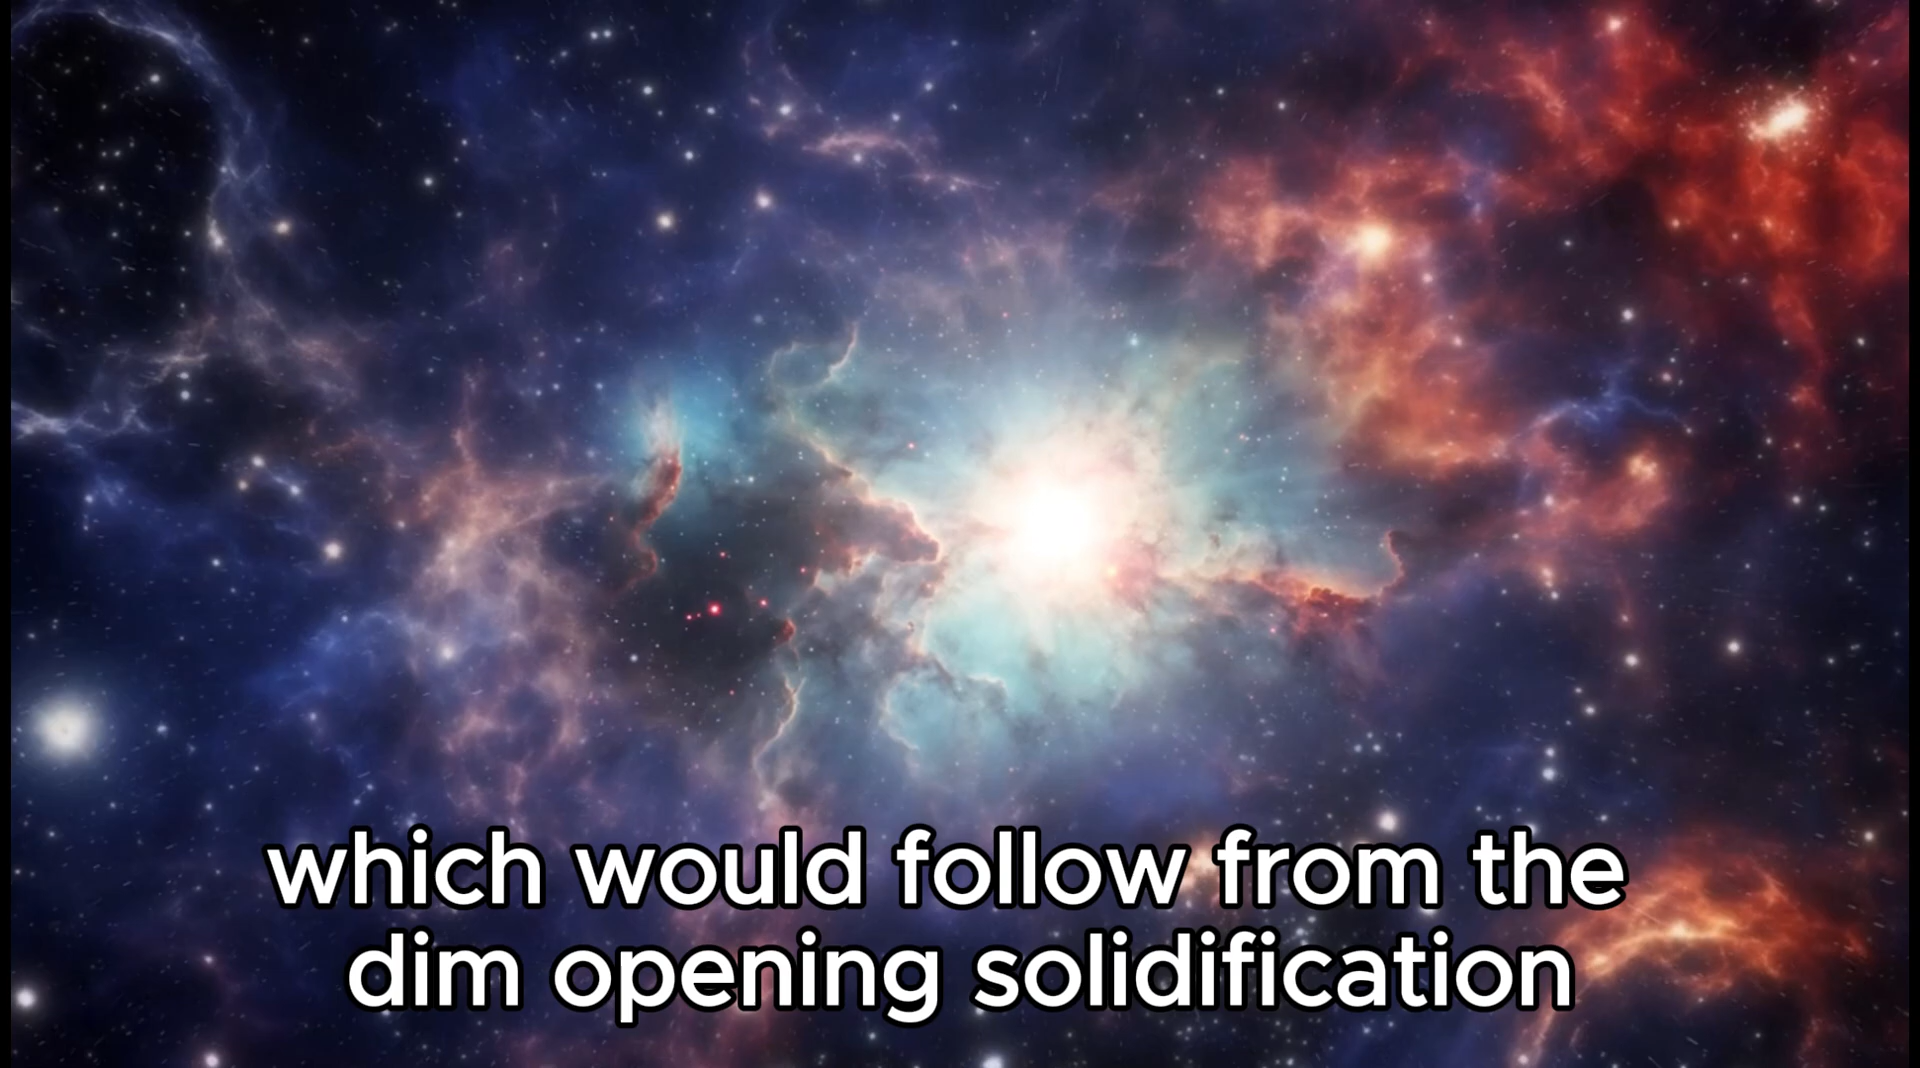 which would follow from the
dim opening solidification